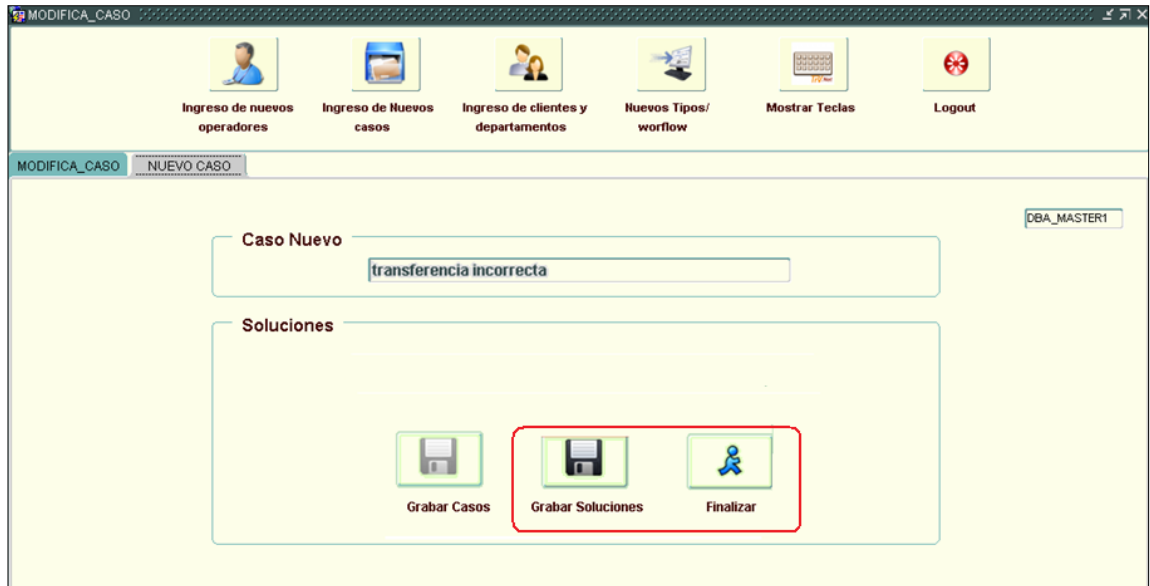 MODIFICA_CASO
Ingreso de nuevos
operadores
Ingreso de Nuevos
casos
Ingreso de clientes y
departamentos
Nuevos Tipos/
worflow
Mostrar Teclas
Logout
MODIFICA_CASO
NUEVO CASO
DBA_MASTER1
Caso Nuevo
transferencia incorrecta
Soluciones
Grabar Casos
Grabar Soluciones
Finalizar